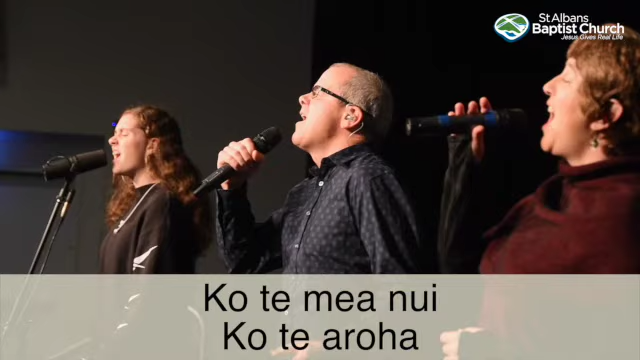 St Albans
Baptist Church
Jesus Gives Real Life
Ko te mea nui
Ko te aroha